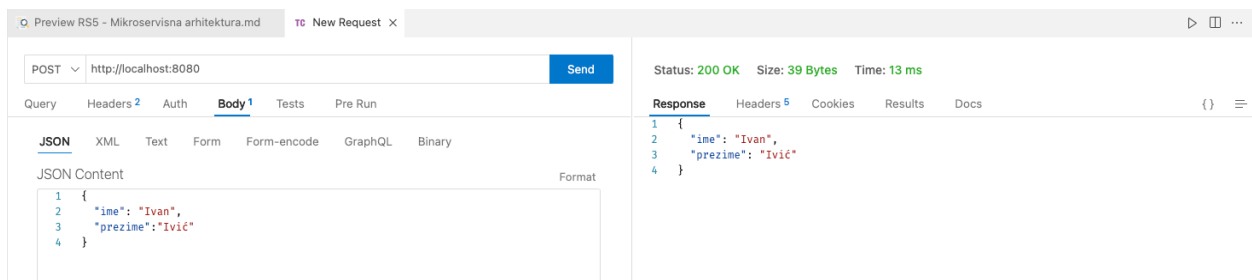 Preview RS5 - Mikroservisna arhitektura.md
TC New Request ×
POST http://localhost:8080 Send
Query Headers 2 Auth Body 1 Tests Pre Run
JSON XML Text Form Form-encode GraphQL Binary
JSON Content Format
1 {
2 "ime": "Ivan",
3 "prezime":"Ivić"
4 }
Status: 200 OK Size: 39 Bytes Time: 13 ms
Response Headers 5 Cookies Results Docs { }
1 {
2 "ime": "Ivan",
3 "prezime": "Ivić"
4 }